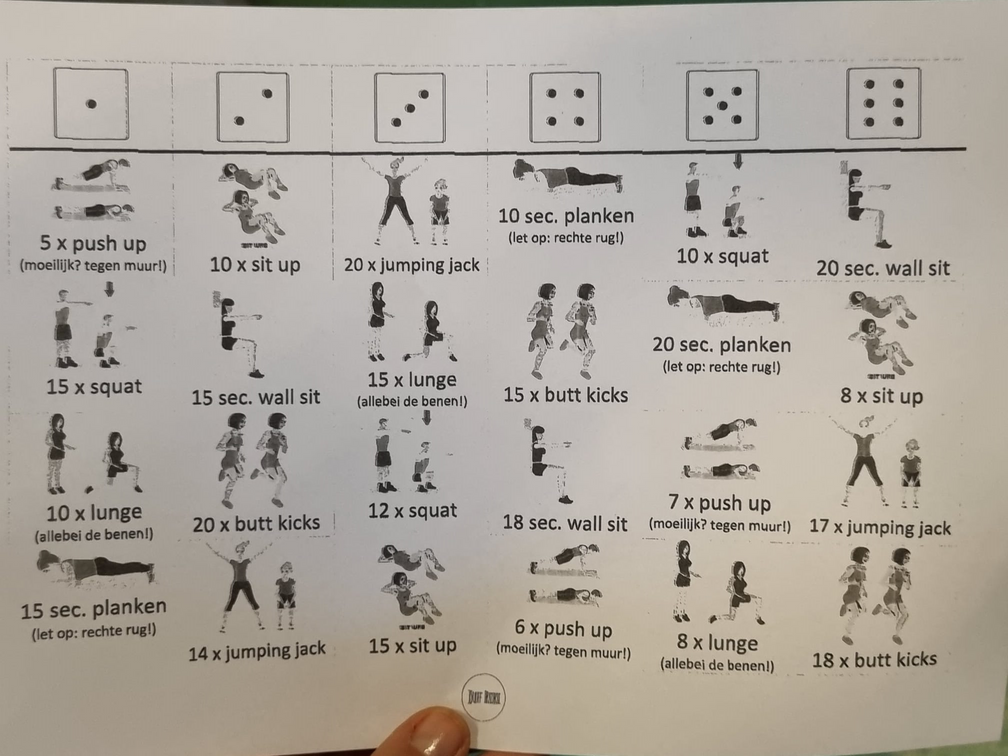 5 x push up
(moeilijk? tegen muur!)
10 x sit up
20 x jumping jack
10 sec. planken
(let op: rechte rug!)
10 x squat
20 sec. wall sit
15 x squat
15 sec. wall sit
15 x lunge
(allebei de benen!)
15 x butt kicks
20 sec. planken
(let op: rechte rug!)
8 x sit up
10 x lunge
(allebei de benen!)
20 x butt kicks
12 x squat
18 sec. wall sit
7 x push up
(moeilijk? tegen muur!)
17 x jumping jack
15 sec. planken
(let op: rechte rug!)
14 x jumping jack
15 x sit up
6 x push up
(moeilijk? tegen muur!)
8 x lunge
(allebei de benen!)
18 x butt kicks